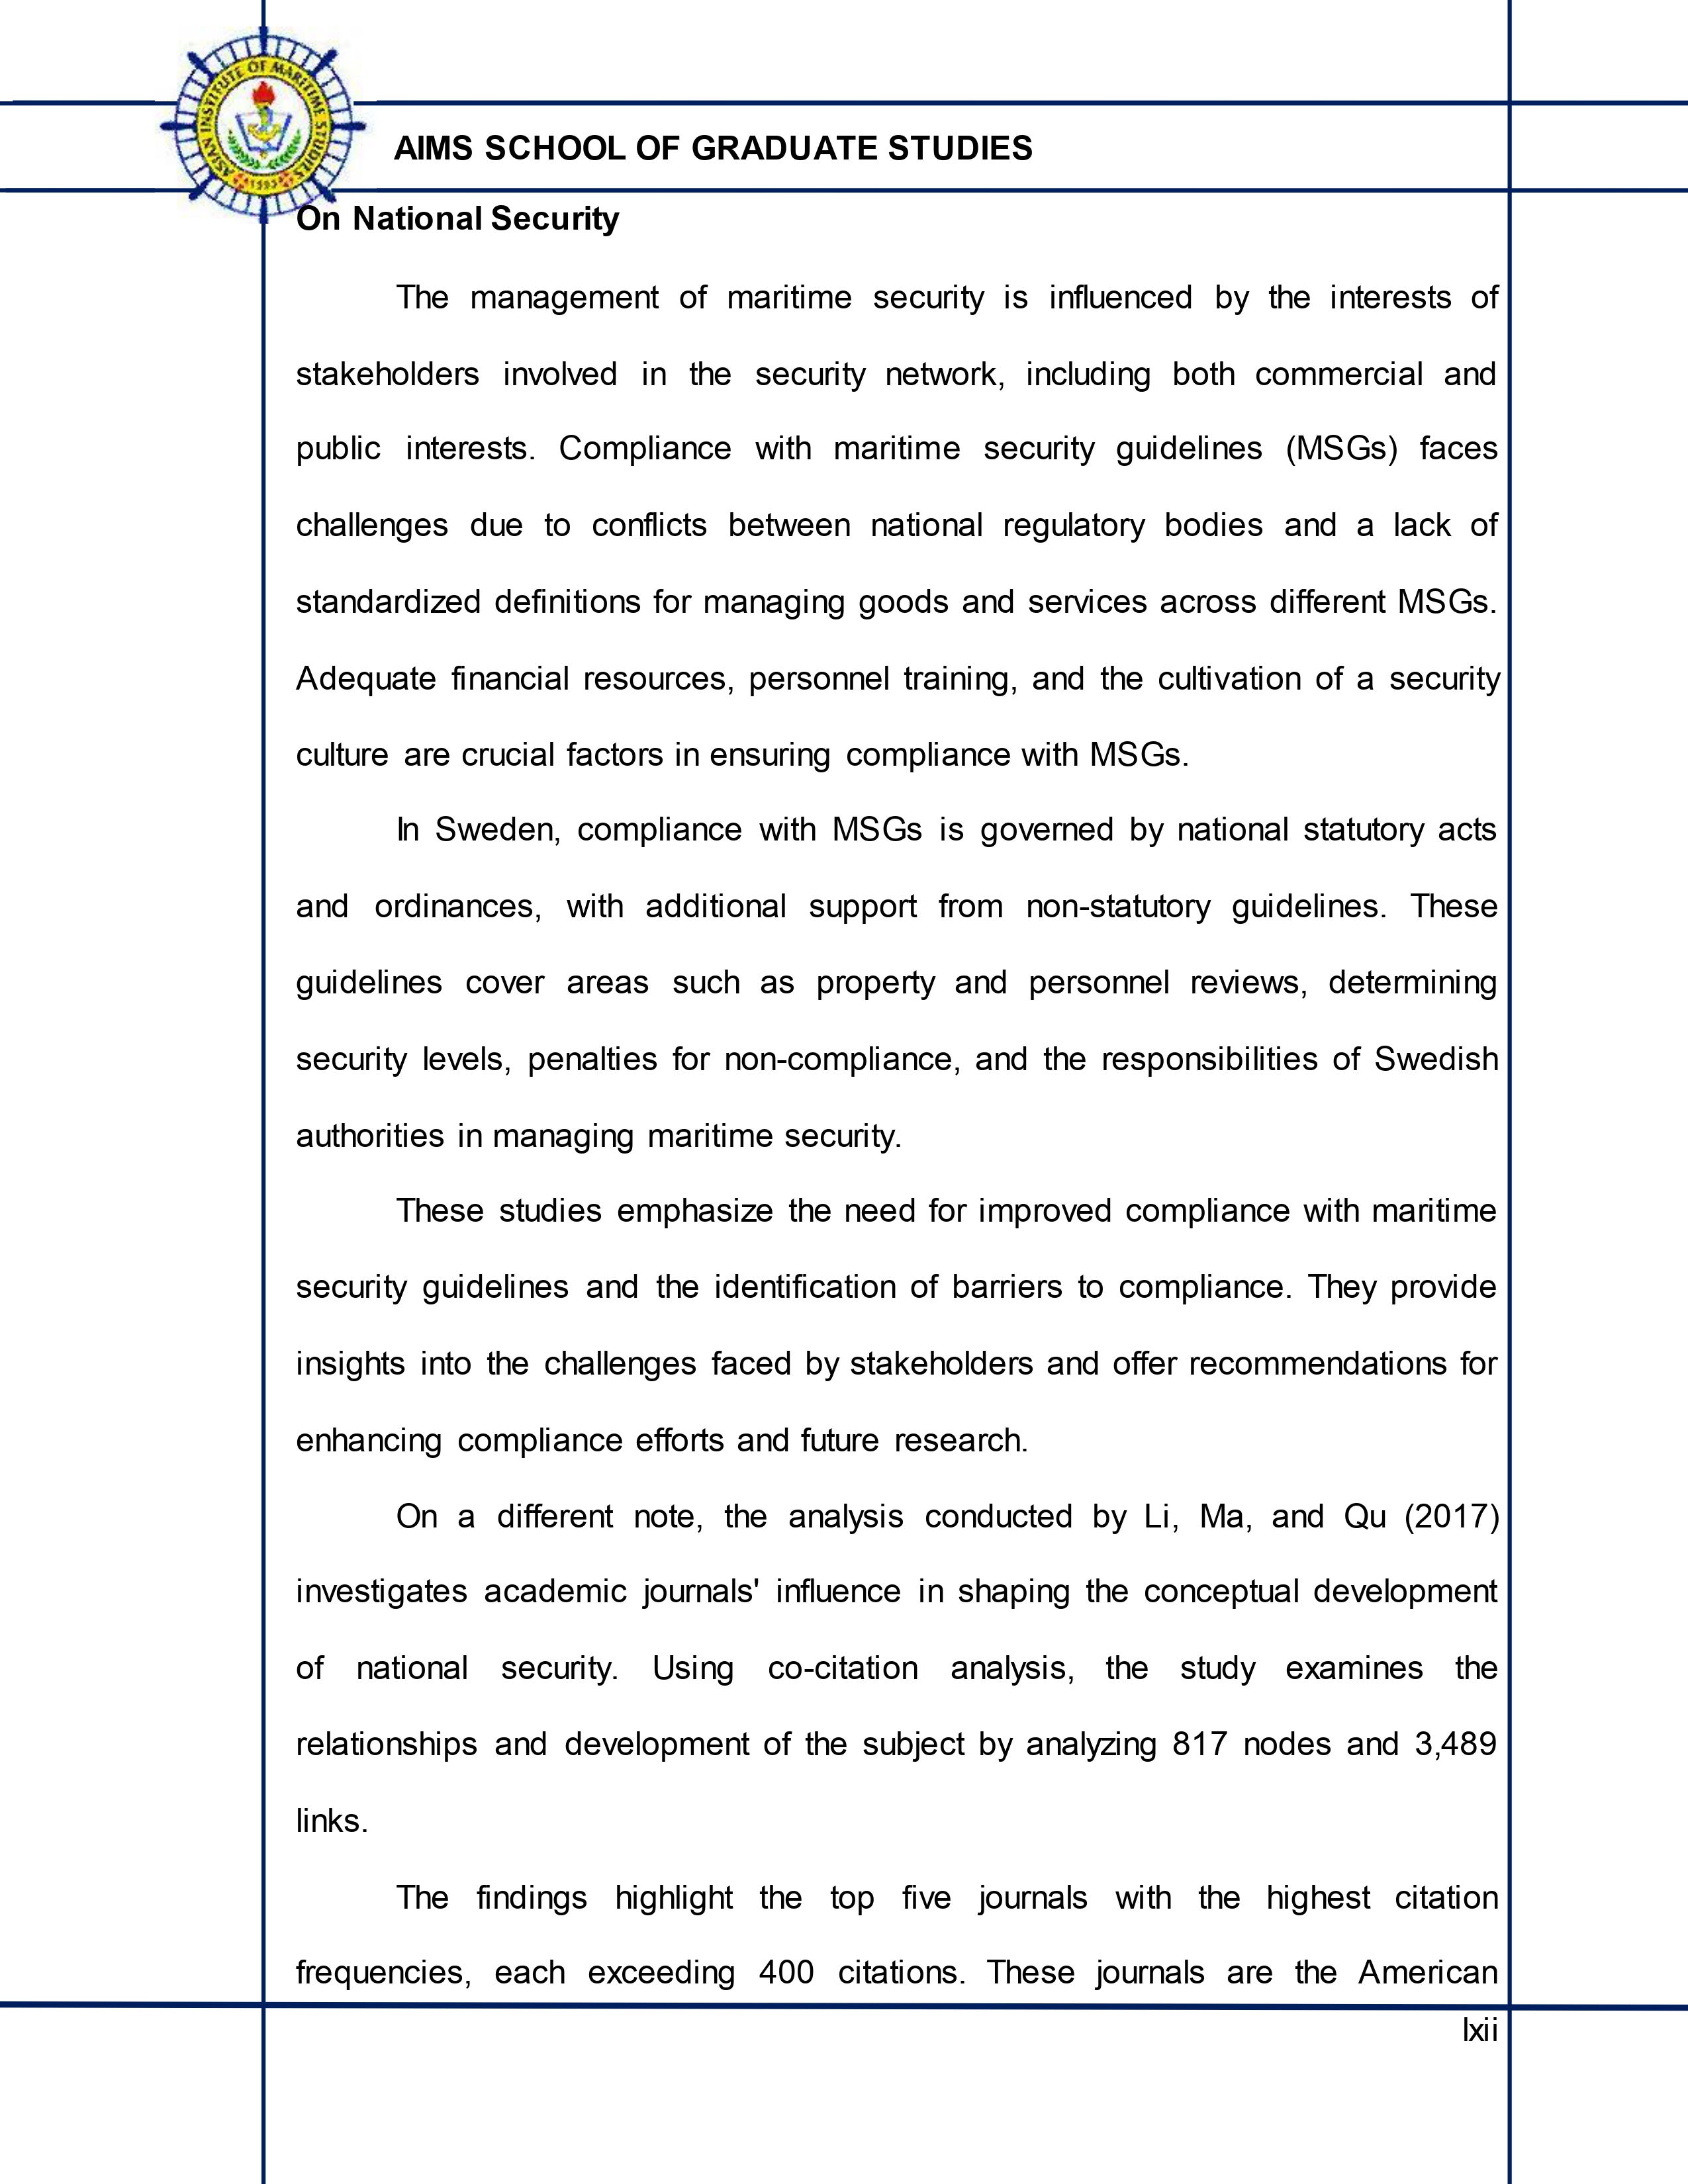 ASIAN INSTITUTE OF MARITIME STUDIES
1993
AIMS SCHOOL OF GRADUATE STUDIES
On National Security
The management of maritime security is influenced by the interests of
stakeholders involved in the security network, including both commercial and
public interests. Compliance with maritime security guidelines (MSGs) faces
challenges due to conflicts between national regulatory bodies and a lack of
standardized definitions for managing goods and services across different MSGs.
Adequate financial resources, personnel training, and the cultivation of a security
culture are crucial factors in ensuring compliance with MSGs.
In Sweden, compliance with MSGs is governed by national statutory acts
and ordinances, with additional support from non-statutory guidelines. These
guidelines cover areas such as property and personnel reviews, determining
security levels, penalties for non-compliance, and the responsibilities of Swedish
authorities in managing maritime security.
These studies emphasize the need for improved compliance with maritime
security guidelines and the identification of barriers to compliance. They provide
insights into the challenges faced by stakeholders and offer recommendations for
enhancing compliance efforts and future research.
On a different note, the analysis conducted by Li, Ma, and Qu (2017)
investigates academic journals' influence in shaping the conceptual development
of national security. Using co-citation analysis, the study examines the
relationships and development of the subject by analyzing 817 nodes and 3,489
links.
The findings highlight the top five journals with the highest citation
frequencies, each exceeding 400 citations. These journals are the American
lxii